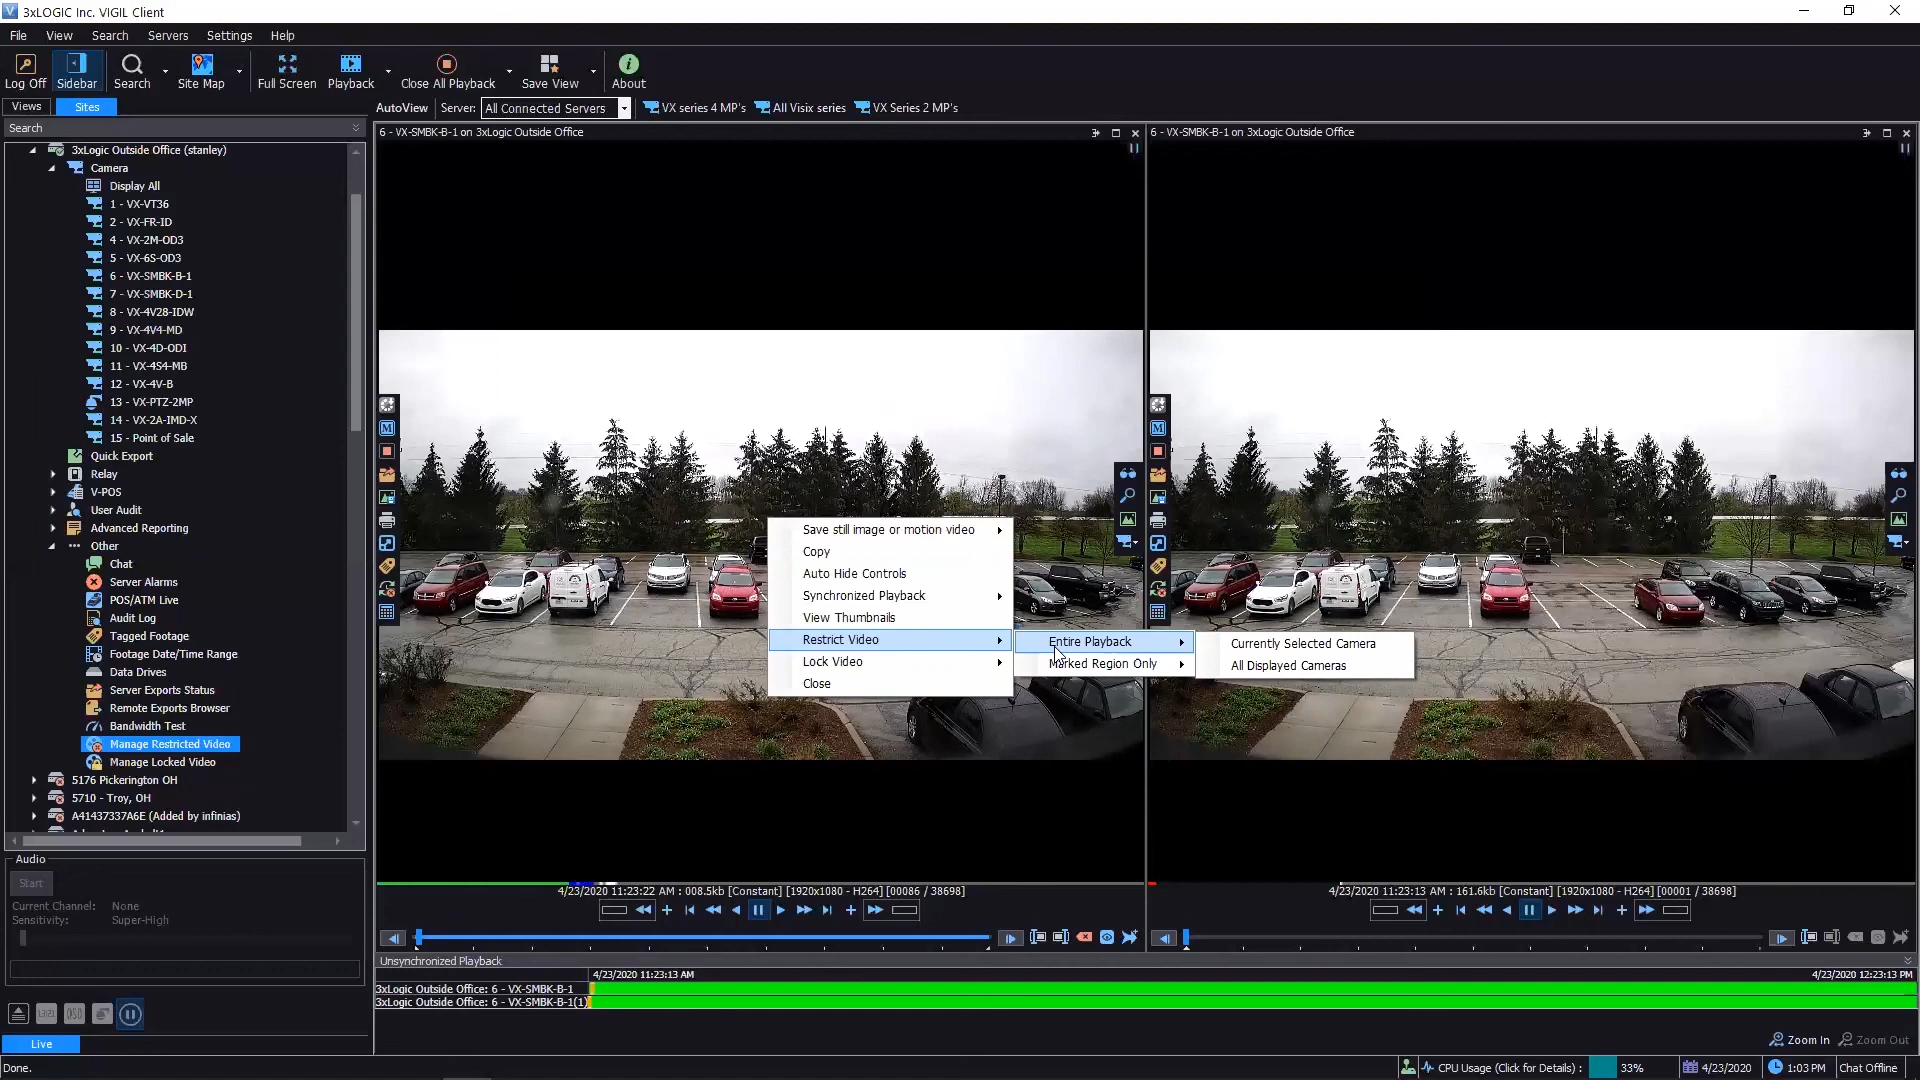 3xLOGIC Inc. VIGIL Client
File View Search Servers Settings Help
Log Off Sidebar Search Site Map Full Screen Playback Close All Playback Save View About
Views Sites
AutoView Server: All Connected Servers VX series 4 MP's All Visix series VX Series 2 MP's
Search
6 - VX-SMBK-B-1 on 3xLogic Outside Office
6 - VX-SMBK-B-1 on 3xLogic Outside Office
3xLogic Outside Office (stanley)
Camera
Display All
1 - VX-VT36
2 - VX-FR-ID
4 - VX-2M-OD3
5 - VX-6S-OD3
6 - VX-SMBK-B-1
7 - VX-SMBK-D-1
8 - VX-4V28-IDW
9 - VX-4V4-MD
10 - VX-4D-ODI
11 - VX-4S4-MB
12 - VX-4V-B
13 - VX-PTZ-2MP
14 - VX-2A-IMD-X
15 - Point of Sale
Quick Export
Relay
V-POS
User Audit
Advanced Reporting
Other
Chat
Server Alarms
POS/ATM Live
Audit Log
Tagged Footage
Footage Date/Time Range
Data Drives
Server Exports Status
Remote Exports Browser
Bandwidth Test
Manage Restricted Video
Manage Locked Video
5176 Pickerington OH
5710 - Troy, OH
A41437337A6E (Added by infinias)
Save still image or motion video
Copy
Auto Hide Controls
Synchronized Playback
View Thumbnails
Restrict Video
Lock Video
Close
Entire Playback
Marked Region Only
Currently Selected Camera
All Displayed Cameras
Audio
Start
Current Channel: None
Sensitivity: Super-High
Live
4/23/2020 11:23:22 AM : 008.5kb [Constant] [1920x1080 - H264] [00086 / 38698]
4/23/2020 11:23:13 AM : 161.6kb [Constant] [1920x1080 - H264] [00001 / 38698]
Unsynchronized Playback
4/23/2020 11:23:13 AM 4/23/2020 12:23:13 PM
3xLogic Outside Office: 6 - VX-SMBK-B-1
3xLogic Outside Office: 6 - VX-SMBK-B-1(1)
Zoom In Zoom Out
Done. CPU Usage (Click for Details) : 33% 4/23/2020 1:03 PM Chat Offline